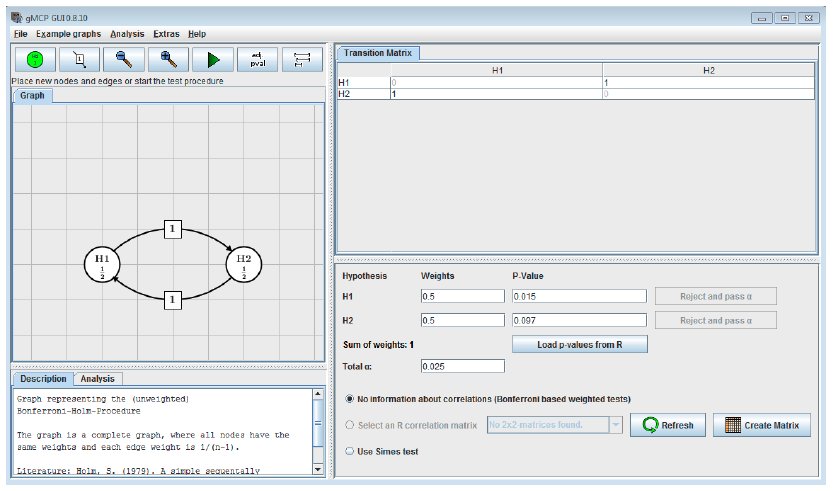 gMCP GUI 0.8.10
File Example graphs Analysis Extras Help
adj.
pval
Place new nodes and edges or start the test procedure
Graph
1
H1
1
2
H2
1
2
1
Description Analysis
Graph representing the (unweighted)
Bonferroni-Holm-Procedure
The graph is a complete graph, where all nodes have the
same weights and each edge weight is 1/(n-1).
Literature: Holm, S. (1979). A simple sequentally
Transition Matrix
H1 H2
H1 0 1
H2 1 0
Hypothesis Weights P-Value
H1 0.5 0.015 Reject and pass α
H2 0.5 0.097 Reject and pass α
Sum of weights: 1 Load p-values from R
Total α: 0.025
No information about correlations (Bonferroni based weighted tests)
Select an R correlation matrix No 2x2-matrices found. Refresh Create Matrix
Use Simes test